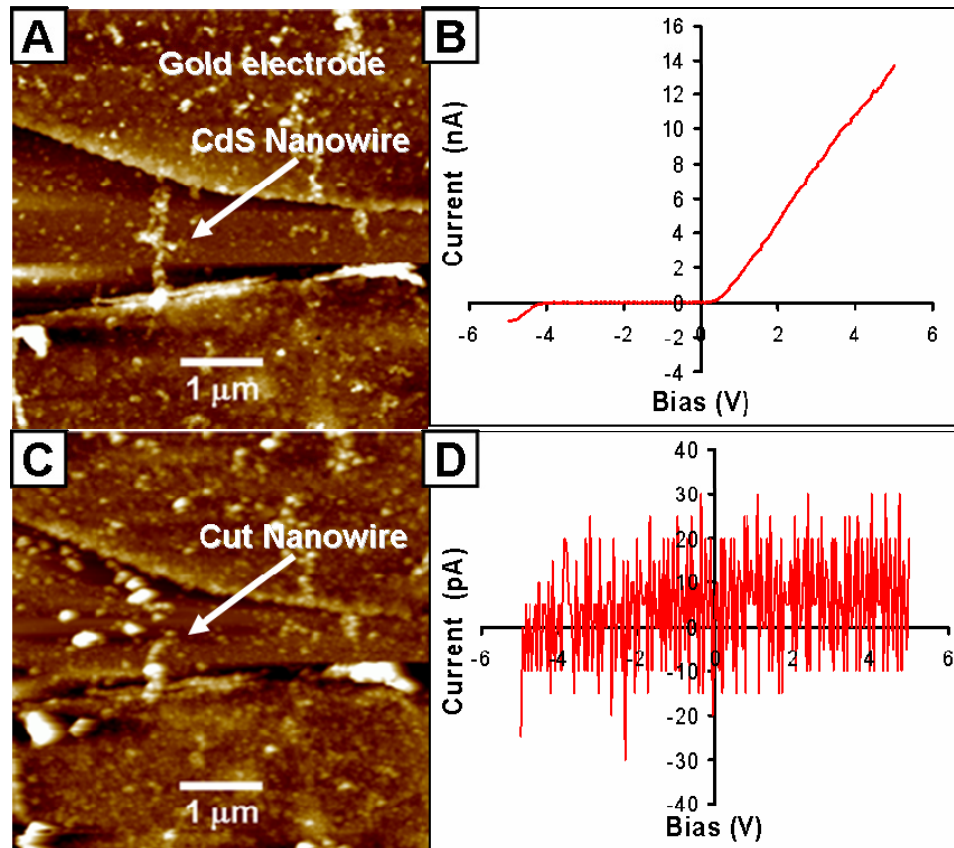 A
Gold electrode
CdS Nanowire
1 μm
B
Current (nA)
16
14
12
10
8
6
4
2
0
-2
-4
-6 -4 -2 0 2 4 6
Bias (V)
C
Cut Nanowire
1 μm
D
Current (pA)
40
30
20
10
0
-10
-20
-30
-40
-6 -4 -2 0 2 4 6
Bias (V)